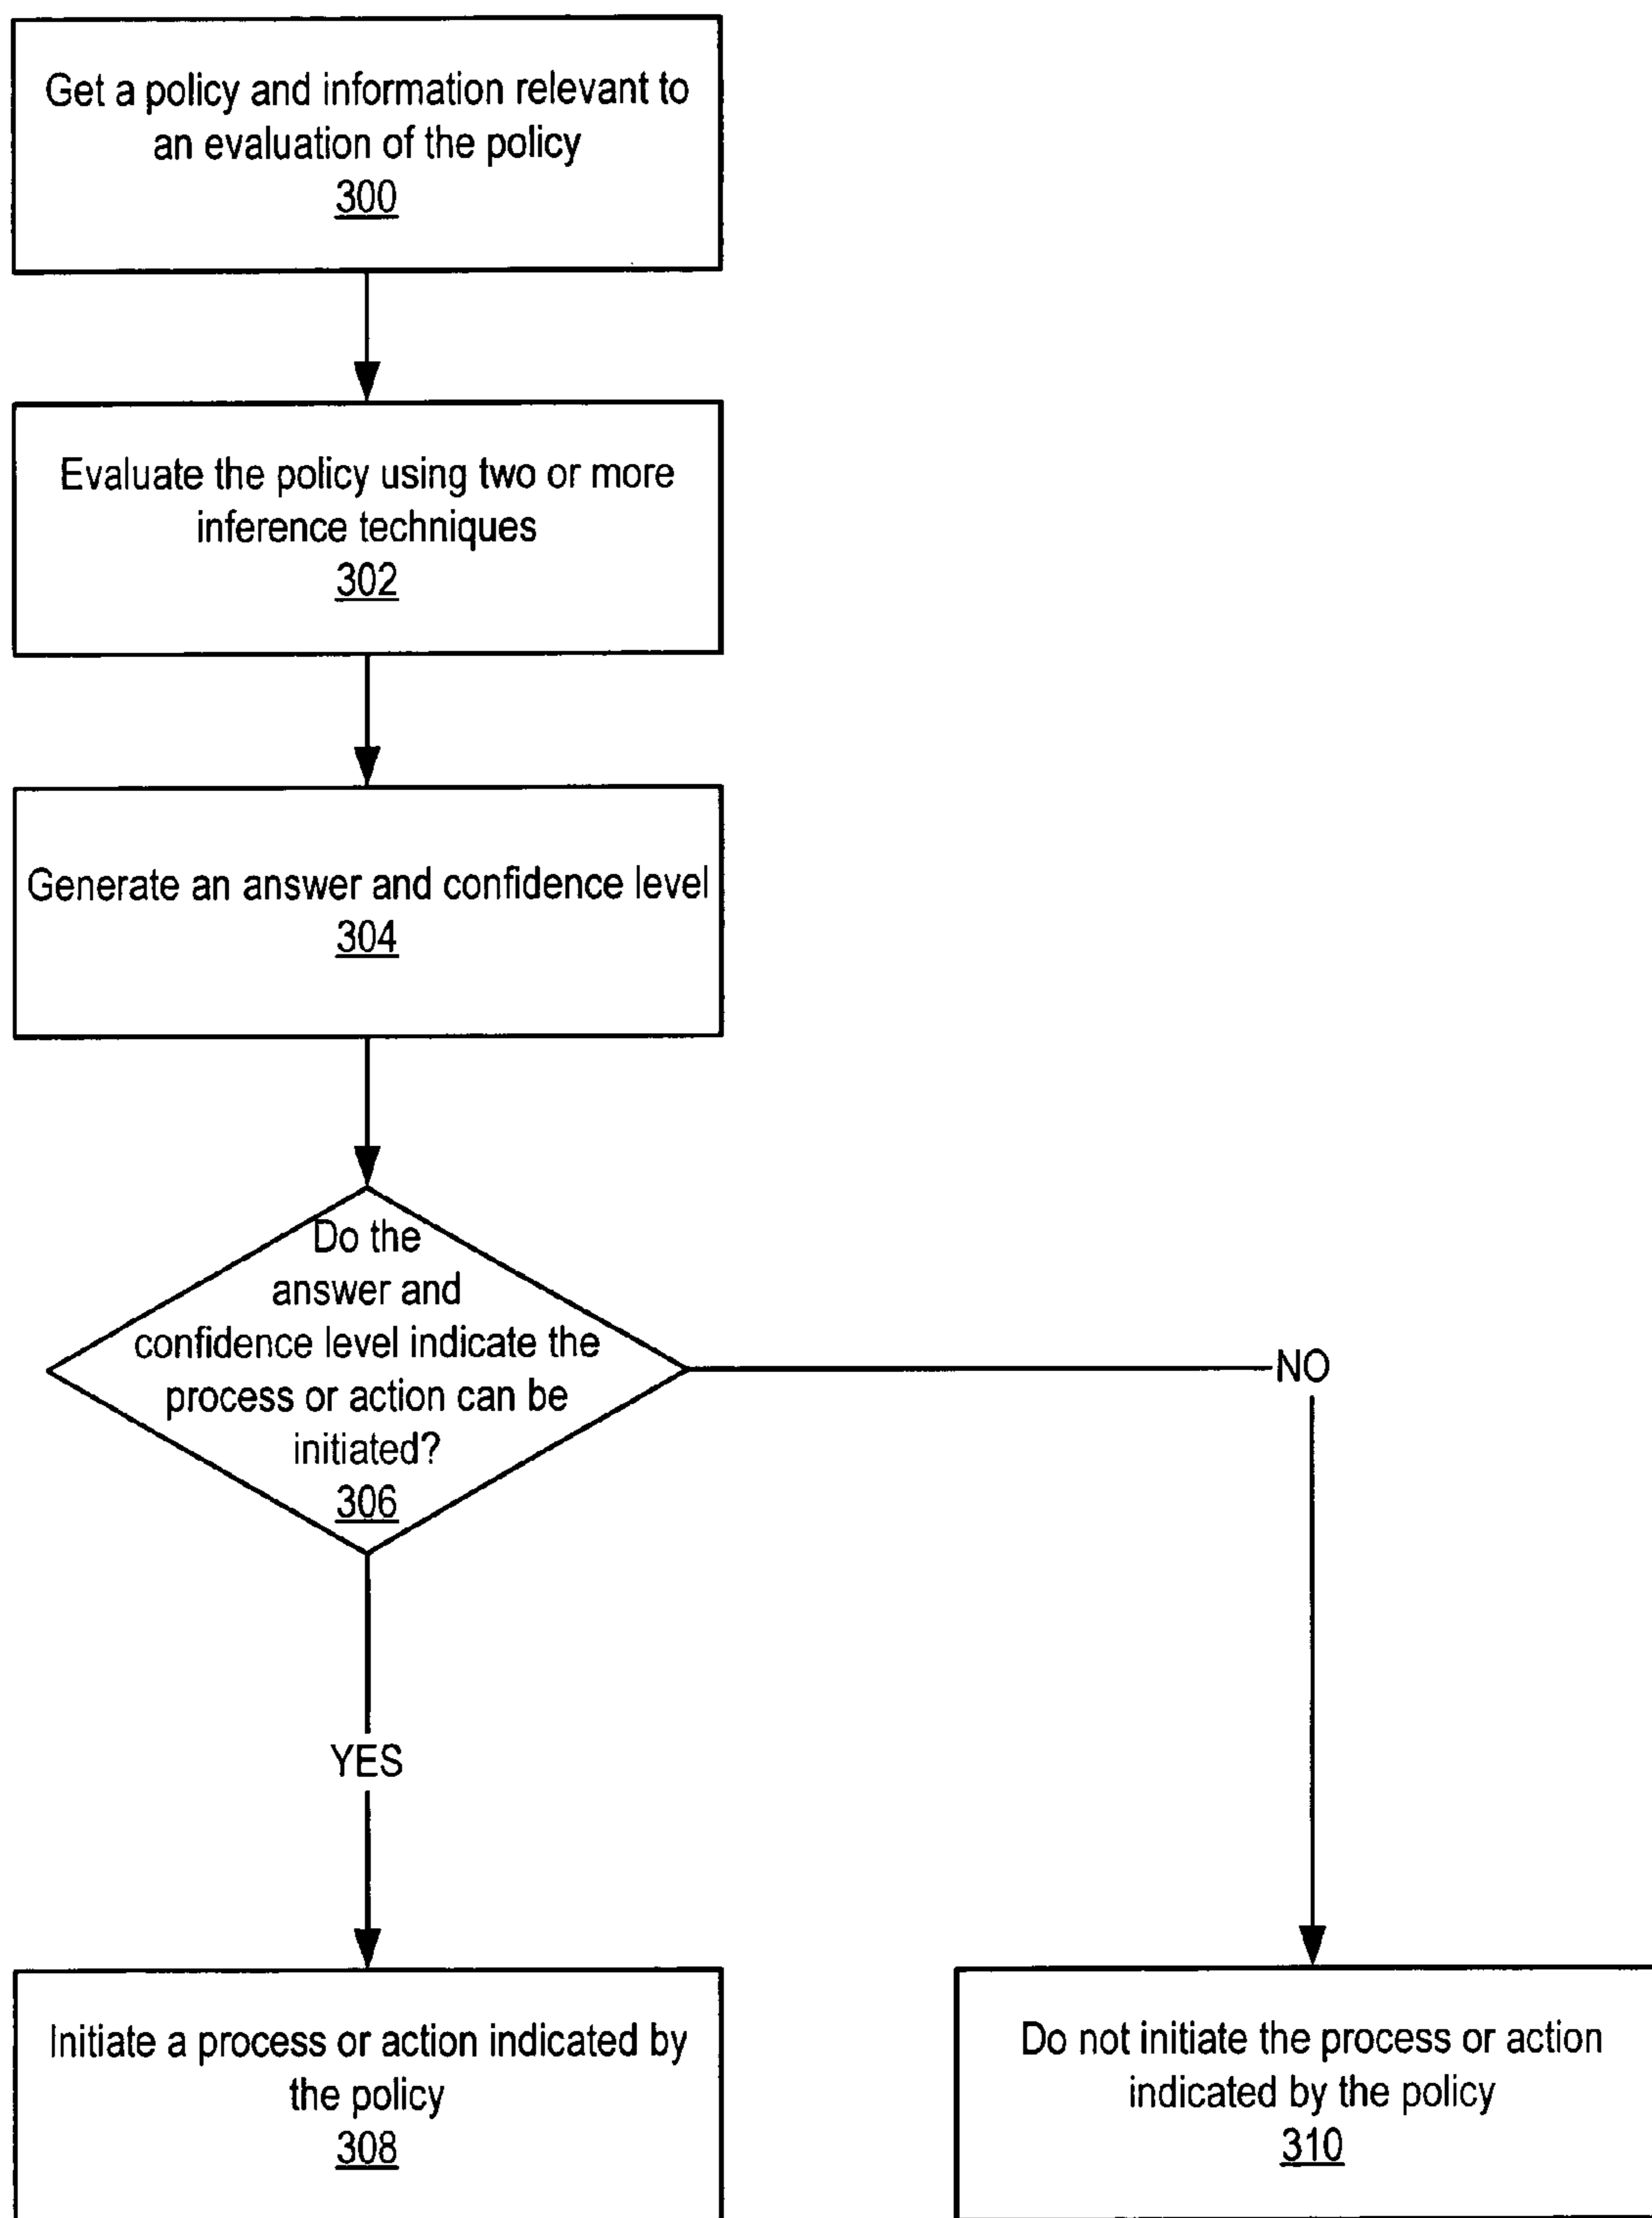 Get a policy and information relevant to
an evaluation of the policy
300
Evaluate the policy using two or more
inference techniques
302
Generate an answer and confidence level
304
Do the
answer and
confidence level indicate the
process or action can be
initiated?
306
NO
YES
Initiate a process or action indicated by
the policy
308
Do not initiate the process or action
indicated by the policy
310